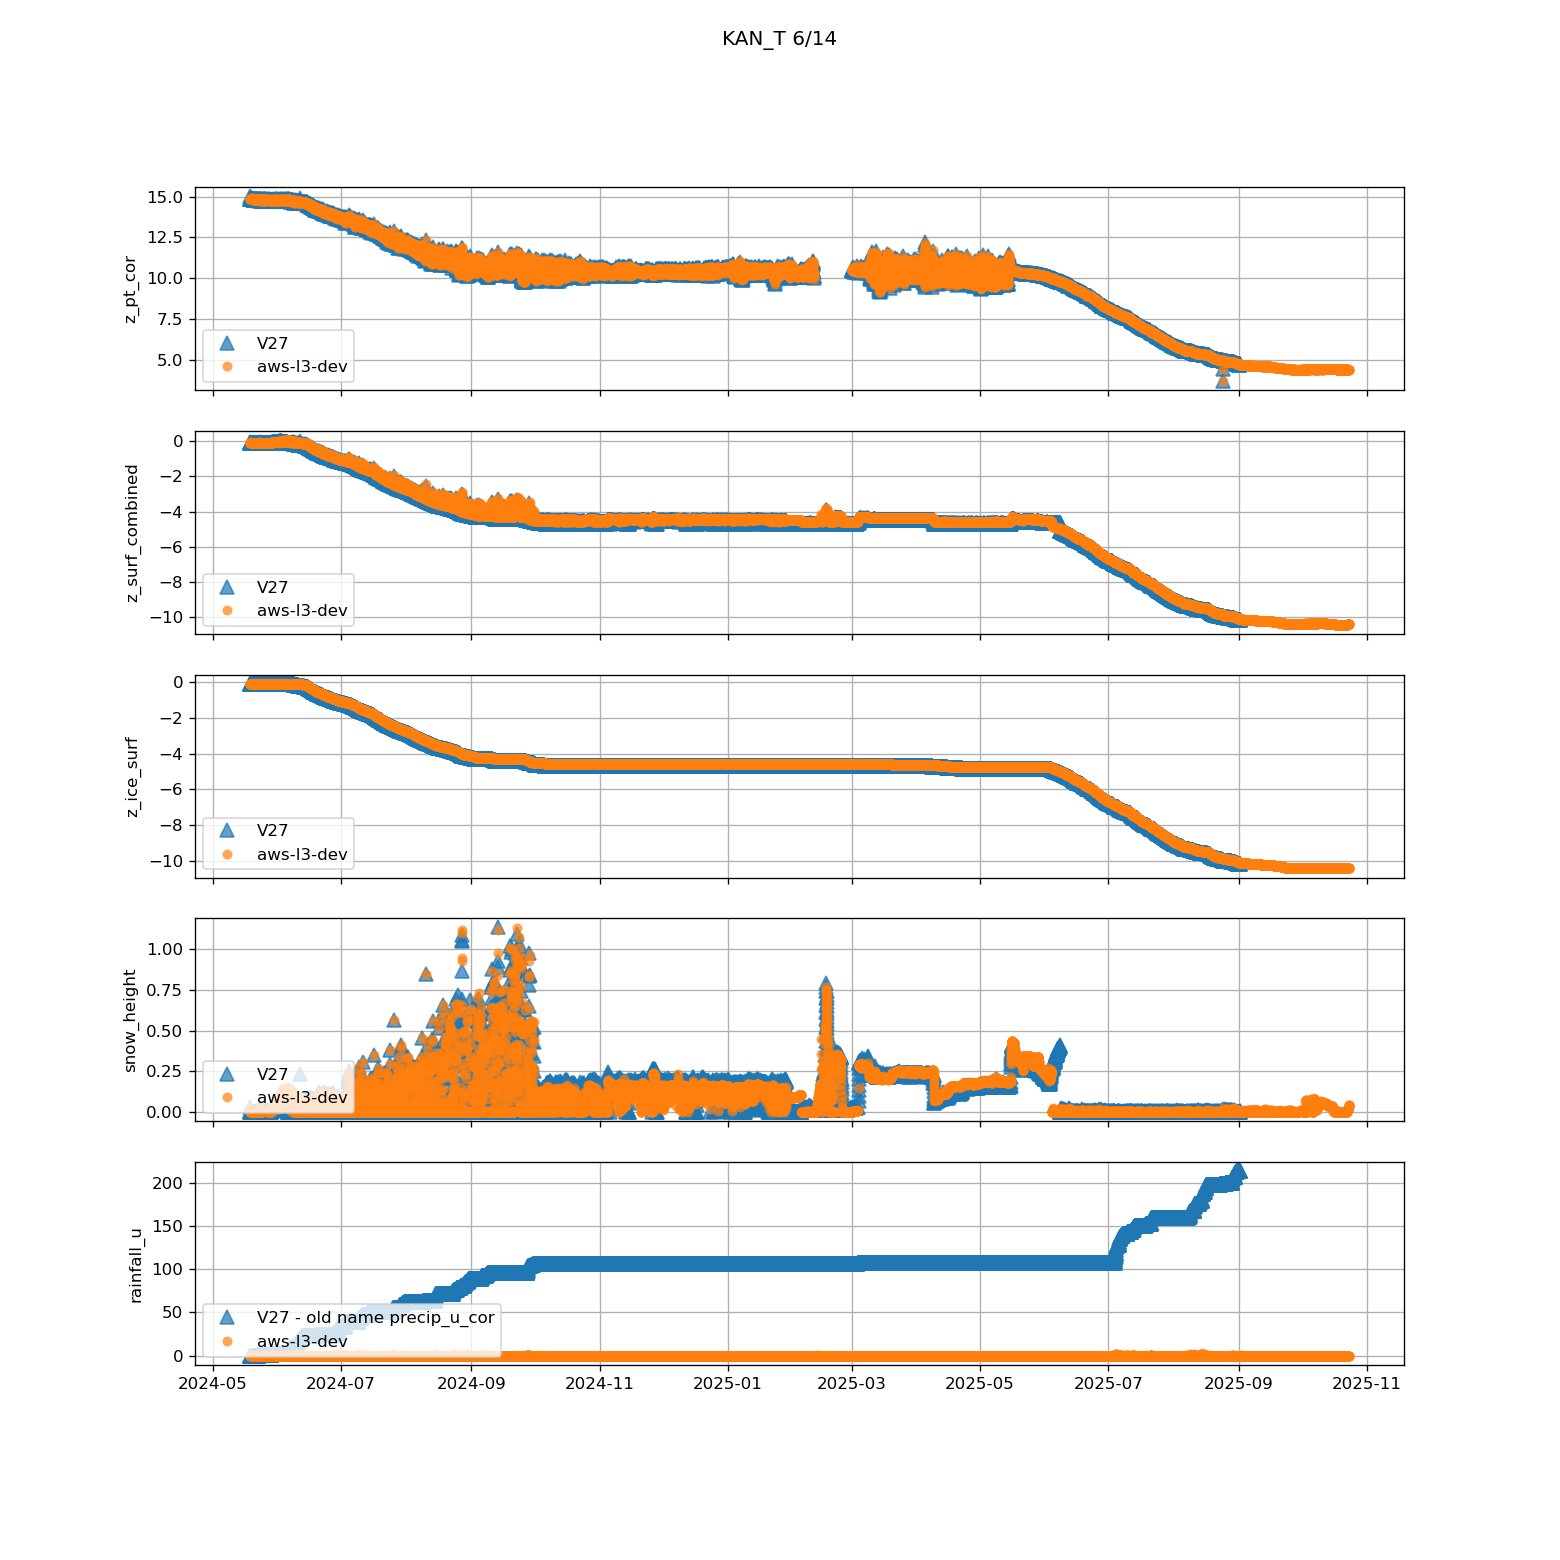 KAN_T 6/14
15.0
12.5
10.0
7.5
5.0
z_pt_cor
V27
aws-l3-dev
0
−2
−4
−6
−8
−10
z_surf_combined
V27
aws-l3-dev
0
−2
−4
−6
−8
−10
z_ice_surf
V27
aws-l3-dev
1.00
0.75
0.50
0.25
0.00
snow_height
V27
aws-l3-dev
200
150
100
50
0
rainfall_u
V27 - old name precip_u_cor
aws-l3-dev
2024-05 2024-07 2024-09 2024-11 2025-01 2025-03 2025-05 2025-07 2025-09 2025-11